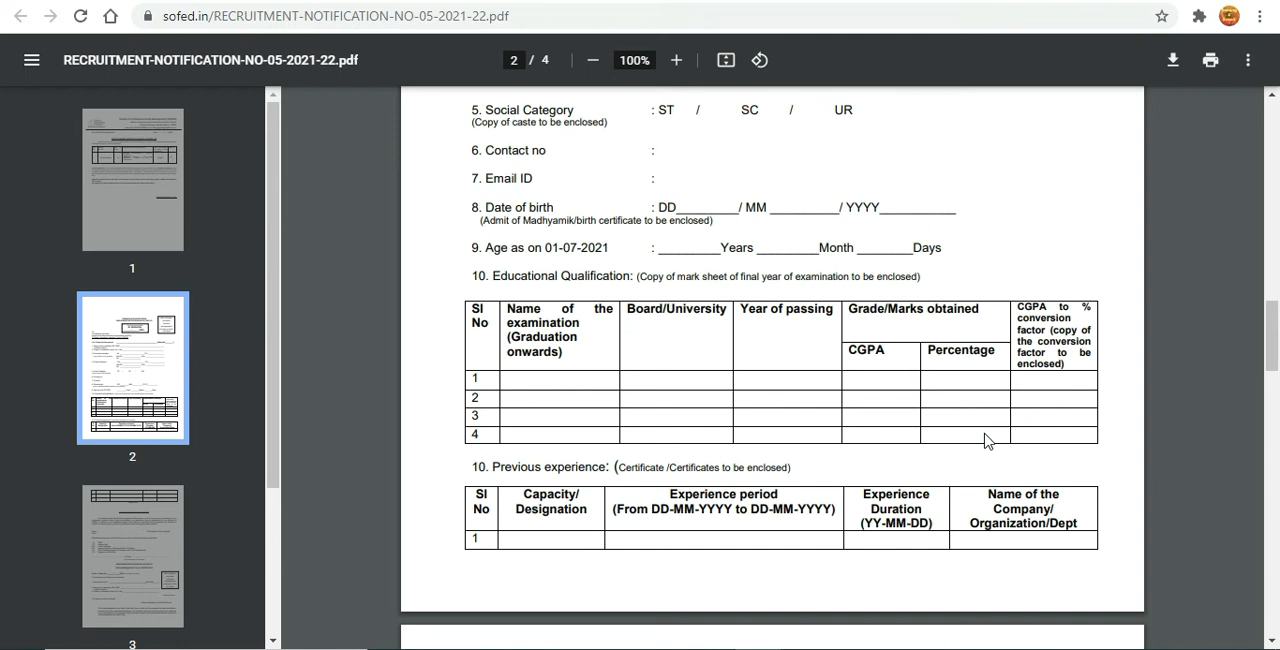 sofed.in/RECRUITMENT-NOTIFICATION-NO-05-2021-22.pdf
RECRUITMENT-NOTIFICATION-NO-05-2021-22.pdf
2 / 4
100%
5. Social Category : ST / SC / UR
(Copy of caste to be enclosed)
6. Contact no :
7. Email ID :
8. Date of birth : DD_________/ MM __________/ YYYY___________
(Admit of Madhyamik/birth certificate to be enclosed)
9. Age as on 01-07-2021 : ________Years ________Month _______Days
10. Educational Qualification: (Copy of mark sheet of final year of examination to be enclosed)
Sl No
Name of the examination (Graduation onwards)
Board/University
Year of passing
Grade/Marks obtained
CGPA to % conversion factor (copy of the conversion factor to be enclosed)
CGPA
Percentage
1
2
3
4
10. Previous experience: (Certificate /Certificates to be enclosed)
Sl No
Capacity/ Designation
Experience period (From DD-MM-YYYY to DD-MM-YYYY)
Experience Duration (YY-MM-DD)
Name of the Company/ Organization/Dept
1
1
2
3